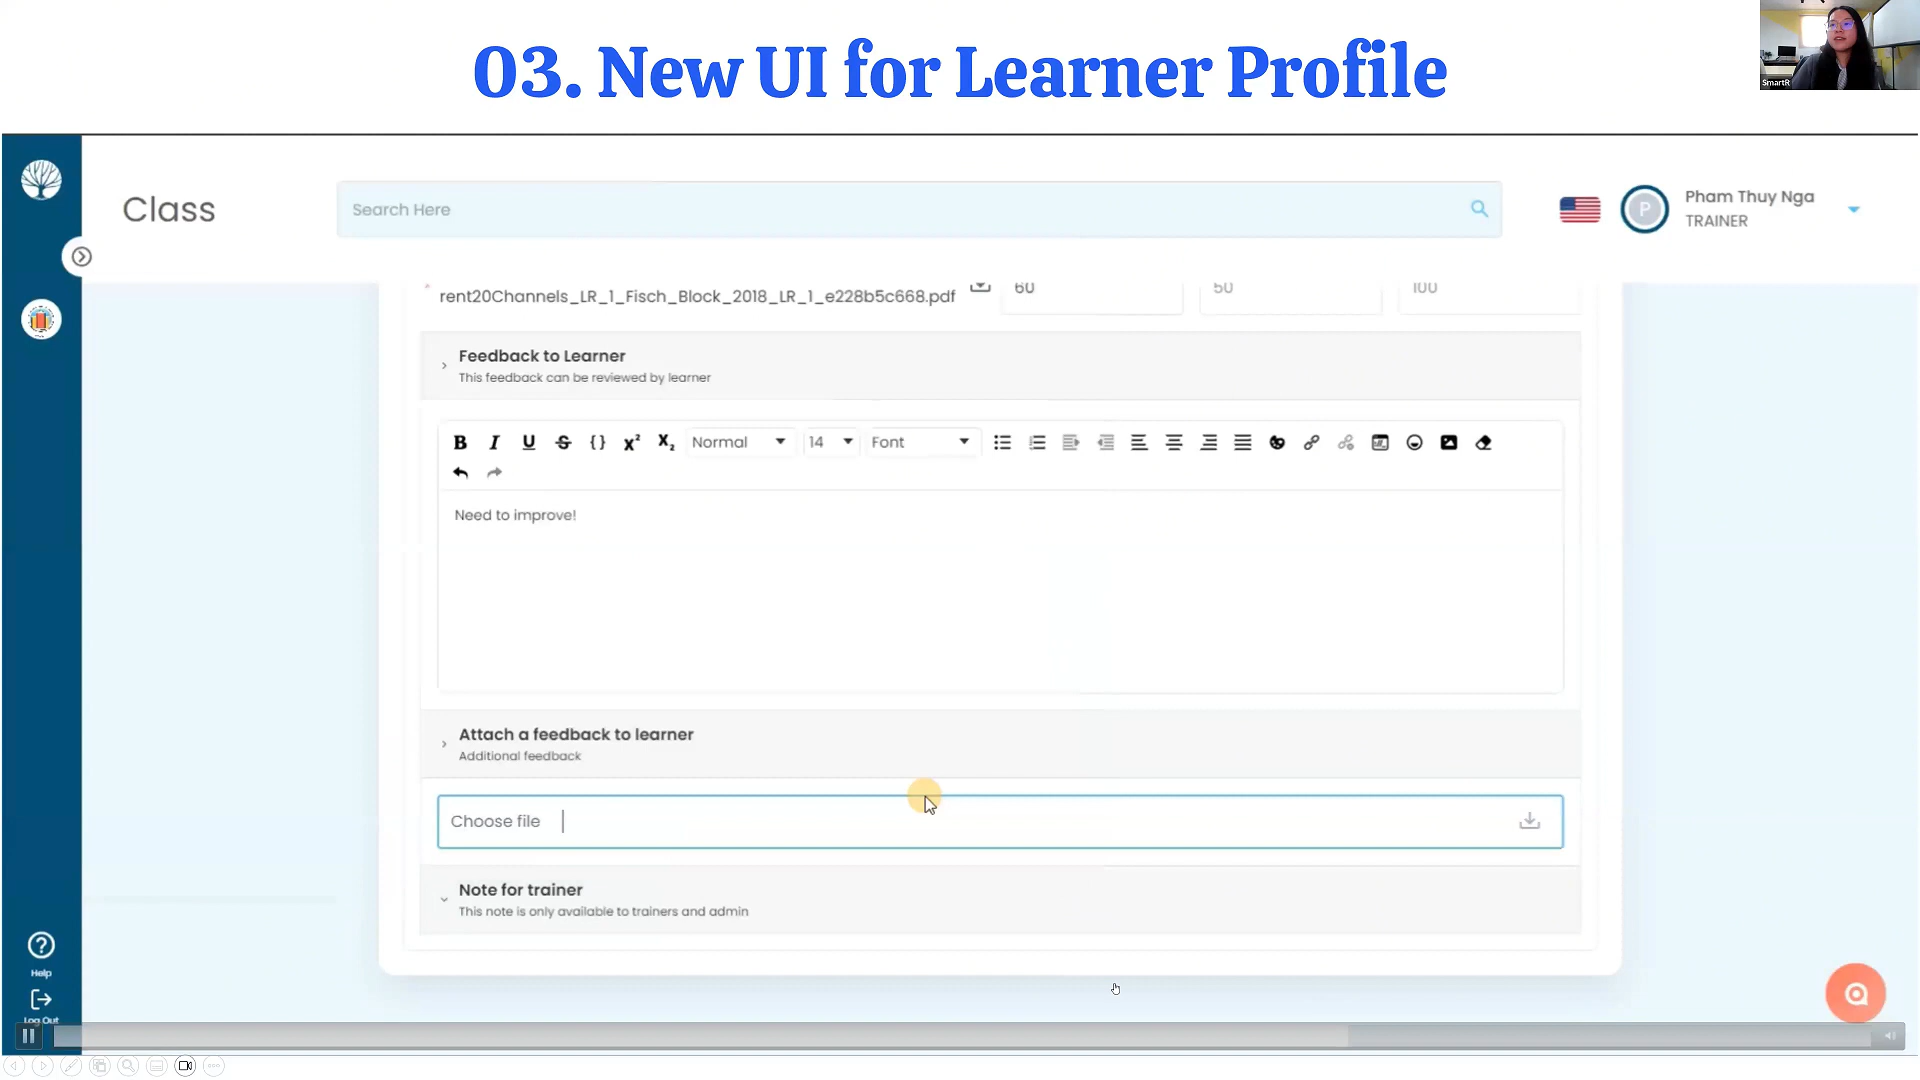 03. New UI for Learner Profile
SmartR
Class
Search Here
P
Pham Thuy Nga
TRAINER
rent20Channels_LR_1_Fisch_Block_2018_LR_1_e228b5c668.pdf
60
50
100
Feedback to Learner
This feedback can be reviewed by learner
B I U S {} X² X₂ Normal 14 Font
Need to improve!
Attach a feedback to learner
Additional feedback
Choose file
Note for trainer
This note is only available to trainers and admin
Help
Log Out